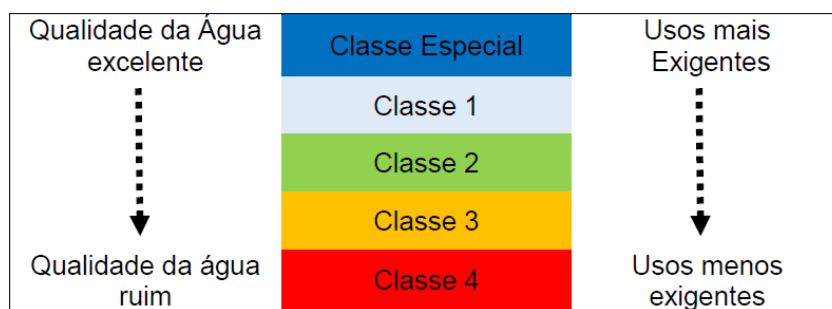 Qualidade da Água
excelente
Classe Especial
Usos mais
Exigentes
Classe 1
Classe 2
Classe 3
Qualidade da água
ruim
Classe 4
Usos menos
exigentes